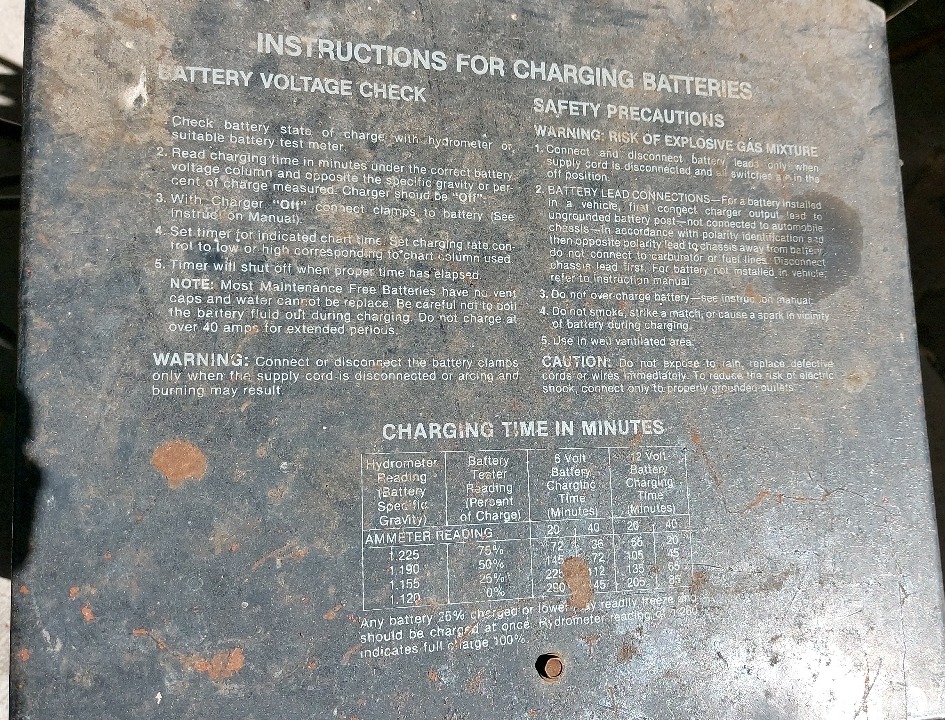 INSTRUCTIONS FOR CHARGING BATTERIES
BATTERY VOLTAGE CHECK
Check battery state of charge with hydrometer or,
suitable battery test meter.
2. Read charging time in minutes under the correct battery
voltage column and opposite the specific gravity or per-
cent of charge measured. Charger should be "Off".
3. With Charger "Off" connect clamps to battery (See
Instruction Manual).
4. Set timer for indicated chart time. Set charging rate con-
trol to low or high corresponding to chart column used.
5. Timer will shut off when proper time has elapsed.
NOTE: Most Maintenance Free Batteries have no vent
caps and water cannot be replace. Be careful not to boil
the battery fluid out during charging. Do not charge at
over 40 amps for extended perious.
WARNING: Connect or disconnect the battery clamps
only when the supply cord is disconnected or arcing and
burning may result
SAFETY PRECAUTIONS
WARNING: RISK OF EXPLOSIVE GAS MIXTURE
1. Connect and disconnect battery leads only when
supply cord is disconnected and all switches are in the
off position.
2. BATTERY LEAD CONNECTIONS—For a battery installed
in a vehicle, first connect charger output lead to
ungrounded battery post—not connected to automobile
chassis—in accordance with polarity identification and
then opposite polarity lead to chassis away from battery
do not connect to carburetor or fuel lines. Disconnect
chassis lead first. For battery not installed in vehicle,
refer to instruction manual.
3. Do not over-charge battery—see instruction manual.
4. Do not smoke, strike a match, or cause a spark in vicinity
of battery during charging.
5. Use in well ventilated area.
CAUTION: Do not expose to rain, replace defective
cords or wires immediately. To reduce the risk of electric
shock, connect only to properly grounded outlets.
CHARGING TIME IN MINUTES
Hydrometer Reading (Battery Specific Gravity)
Battery Tester Reading (Percent of Charge)
6 Volt Battery Charging Time (Minutes)
12 Volt Battery Charging Time (Minutes)
AMMETER READING 20 40 20 40
1.225 75% 72 36 20
1.190 50% 145 72 105 45
1.155 25% 112 135 65
1.120 0% 290 45 205 85
Any battery 25% charged or lower may readily freeze and
should be charged at once. Hydrometer reading of 1.260
indicates full charge 100%.